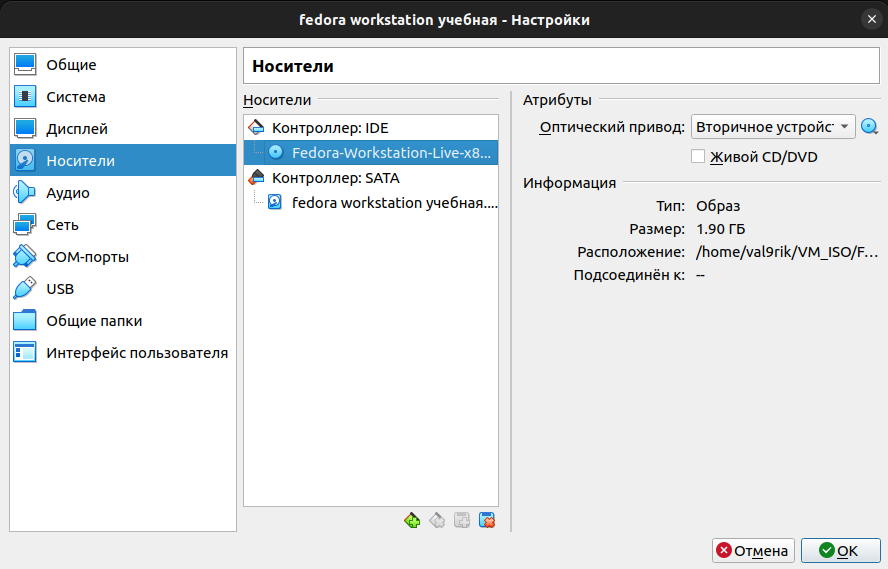 fedora workstation учебная - Настройки
Общие
Система
Дисплей
Носители
Аудио
Сеть
COM-порты
USB
Общие папки
Интерфейс пользователя
Носители
Носители
Контроллер: IDE
Fedora-Workstation-Live-x8...
Контроллер: SATA
fedora workstation учебная....
Атрибуты
Оптический привод: Вторичное устройст
Живой CD/DVD
Информация
Тип: Образ
Размер: 1.90 ГБ
Расположение: /home/val9rik/VM_ISO/F...
Подсоединён к: --
Отмена
OK